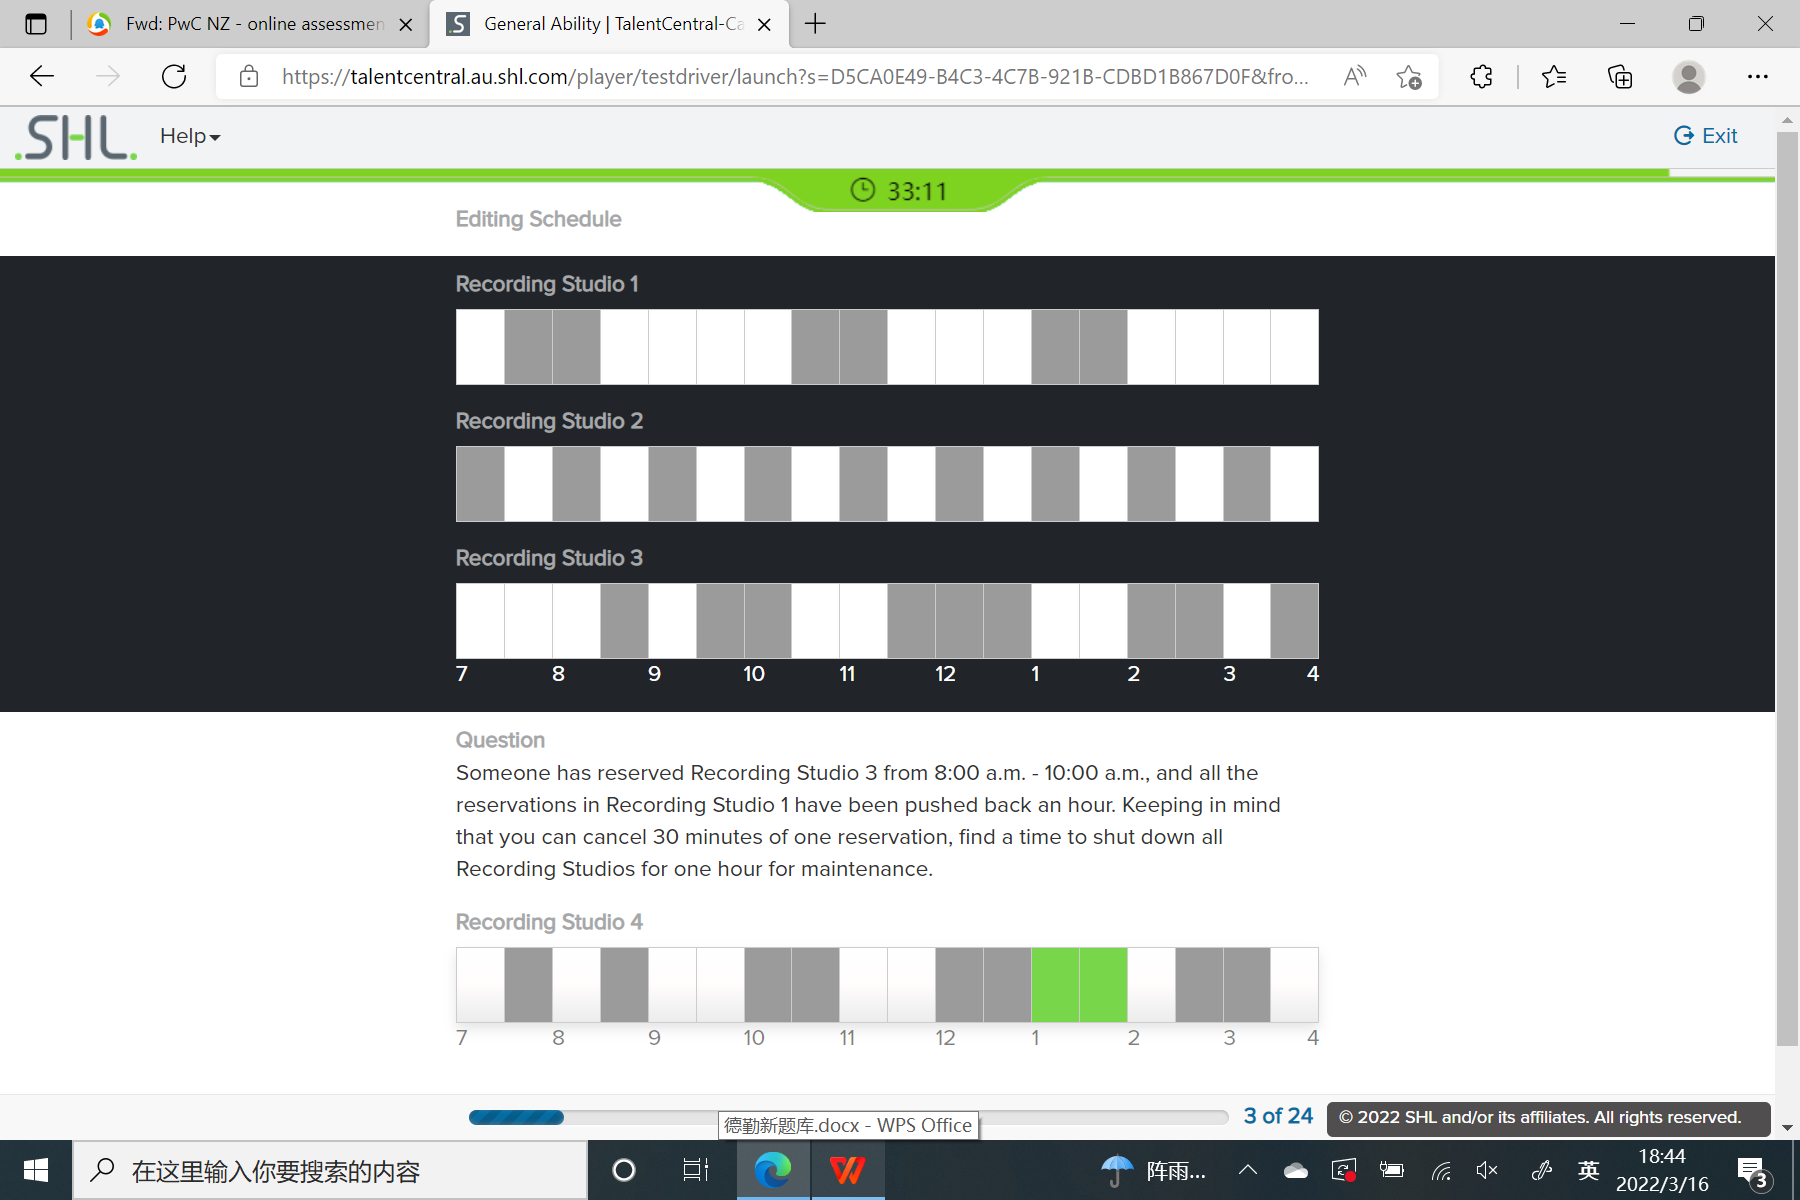 Fwd: PwC NZ - online assessmen
General Ability | TalentCentral-Ca
https://talentcentral.au.shl.com/player/testdriver/launch?s=D5CA0E49-B4C3-4C7B-921B-CDBD1B867D0F&fro...
.SHL.
Help
Exit
33:11
Editing Schedule
Recording Studio 1
Recording Studio 2
Recording Studio 3
7 8 9 10 11 12 1 2 3 4
Question
Someone has reserved Recording Studio 3 from 8:00 a.m. - 10:00 a.m., and all the
reservations in Recording Studio 1 have been pushed back an hour. Keeping in mind
that you can cancel 30 minutes of one reservation, find a time to shut down all
Recording Studios for one hour for maintenance.
Recording Studio 4
7 8 9 10 11 12 1 2 3 4
3 of 24
© 2022 SHL and/or its affiliates. All rights reserved.
德勤新题库.docx - WPS Office
在这里输入你要搜索的内容
阵雨...
英
18:44
2022/3/16
3